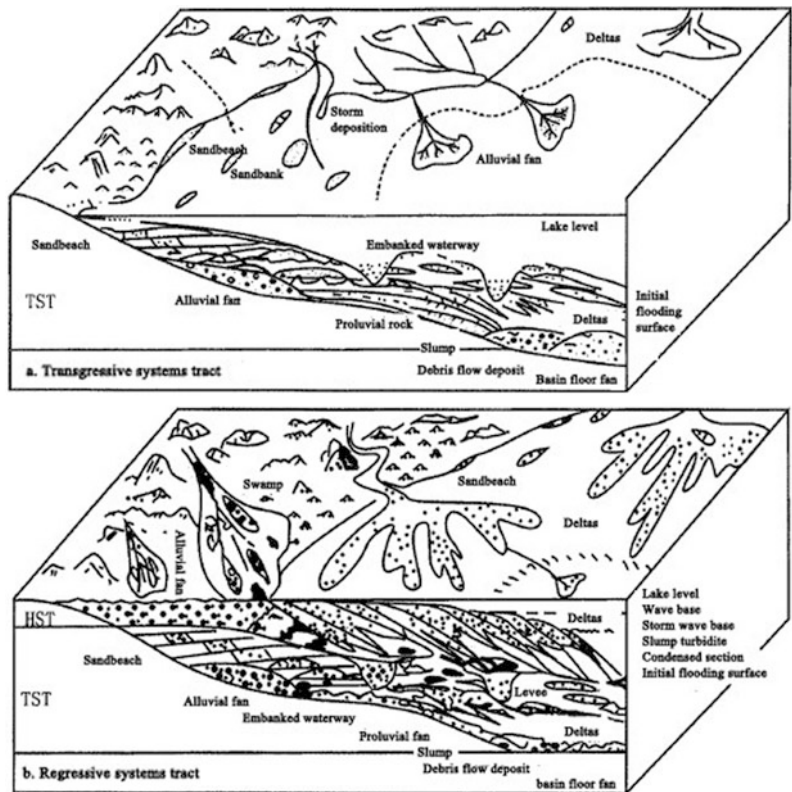 Deltas
Storm
deposition
Sandbeach
Sandbank
Alluvial fan
Lake level
Sandbeach
Embanked waterway
TST
Alluvial fan
Initial
flooding
surface
Deltas
Proluvial rock
Slump
a. Transgressive systems tract
Debris flow deposit
Basin floor fan
Swamp
Sandbeach
Alluvial
fan
Deltas
HST
Deltas
Lake level
Wave base
Storm wave base
Slump turbidite
Condensed section
Initial flooding surface
Sandbeach
TST
Alluvial fan
Levee
Embanked waterway
Proluvial fan
Deltas
Slump
b. Regressive systems tract
Debris flow deposit
basin floor fan